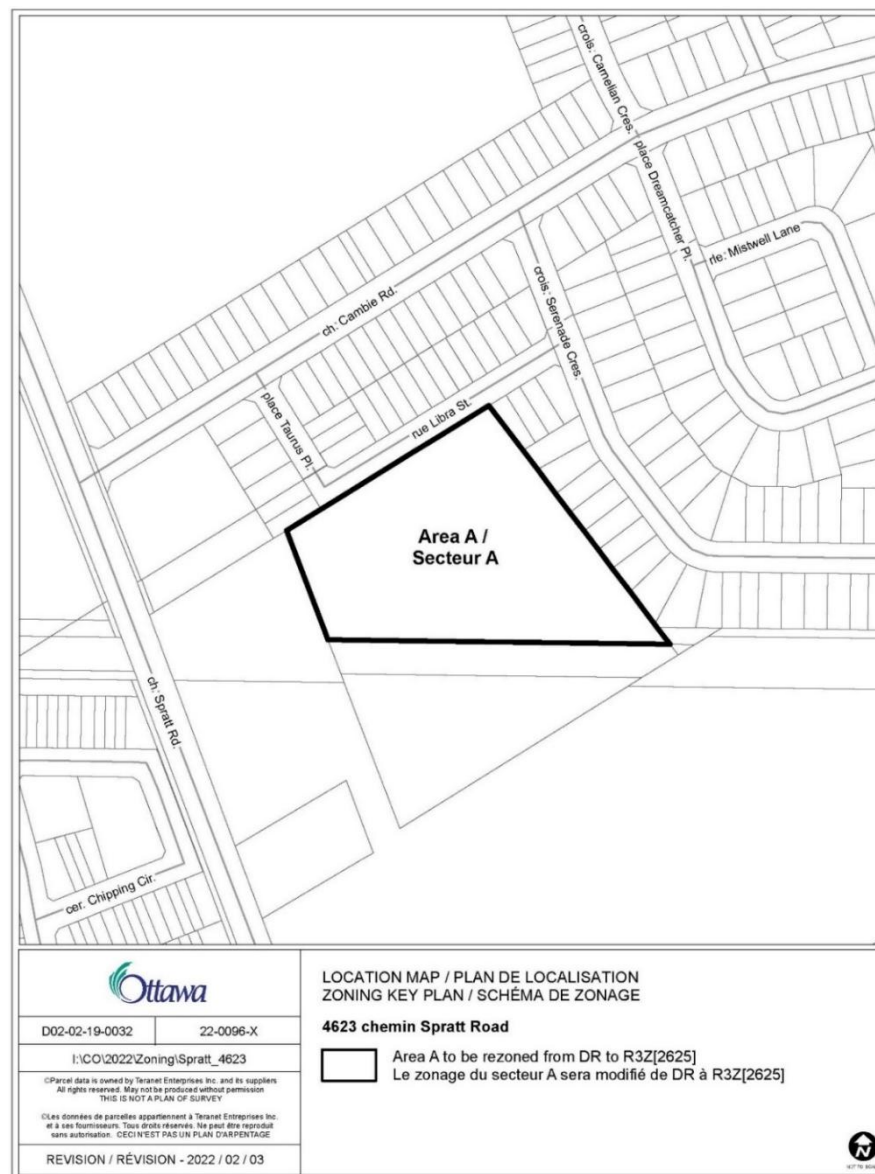 crois. Carnelian Cres.
place Dreamcatcher Pl.
rle: Mistwell Lane
ch: Cambie Rd.
crois: Serenade Cres.
place Taurus Pl.
rue Libra St.
Area A /
Secteur A
ch: Spratt Rd.
cer. Chipping Cir.
Ottawa
D02-02-19-0032
22-0096-X
I:\CO\2022\Zoning\Spratt_4623
©Parcel data is owned by Teranet Enterprises Inc. and its suppliers
All rights reserved. May not be produced without permission
THIS IS NOT A PLAN OF SURVEY
©Les données de parcelles appartiennent à Teranet Entreprises Inc.
et à ses fournisseurs. Tous droits réservés. Ne peut être reproduit
sans autorisation. CECI N'EST PAS UN PLAN D'ARPENTAGE
REVISION / RÉVISION - 2022 / 02 / 03
LOCATION MAP / PLAN DE LOCALISATION
ZONING KEY PLAN / SCHÉMA DE ZONAGE
4623 chemin Spratt Road
Area A to be rezoned from DR to R3Z[2625]
Le zonage du secteur A sera modifié de DR à R3Z[2625]
N
NOT TO SCALE